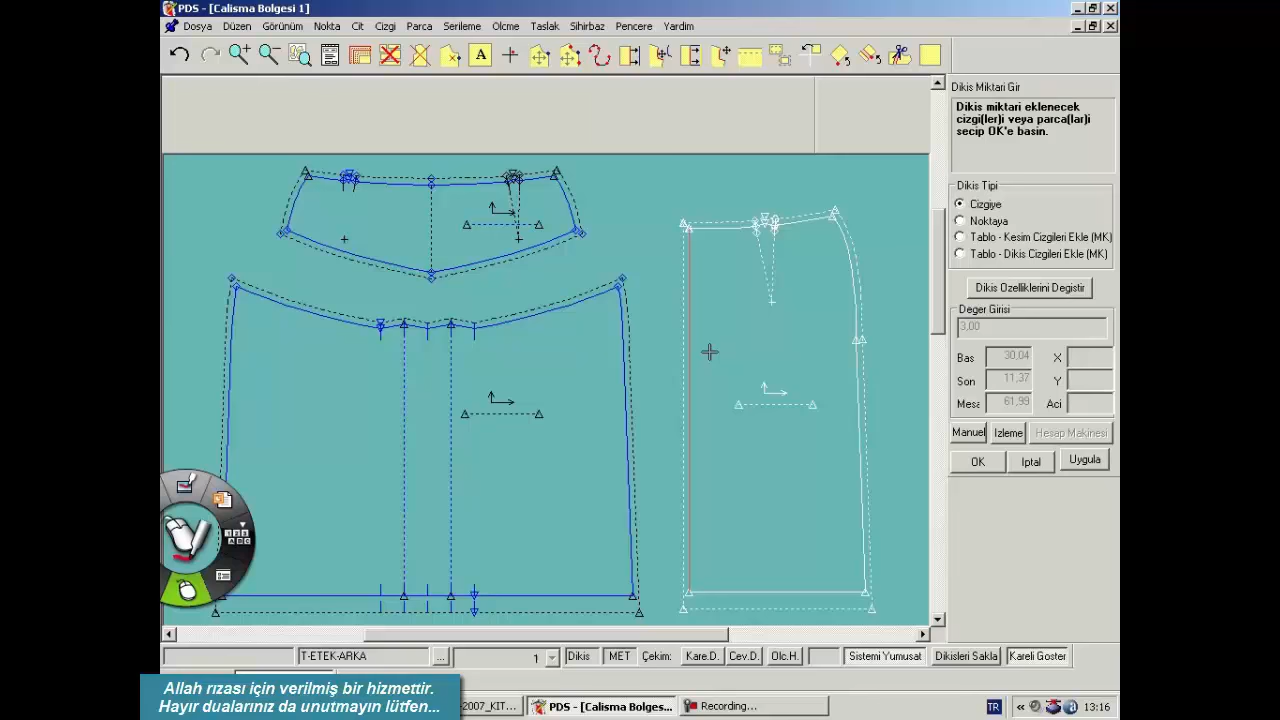 PDS - [Calisma Bolgesi 1]
Dosya Düzen Görünüm Nokta Cit Cizgi Parca Serileme Olcme Taslak Sihirbaz Pencere Yardım
A
Dikis Miktari Gir
Dikis miktari eklenecek
cizgi(ler)i veya parca(lar)i
secip OK'e basin.
Dikis Tipi
Cizgiye
Noktaya
Tablo - Kesim Cizgileri Ekle (MK)
Tablo - Dikis Cizgileri Ekle (MK)
Dikis Ozelliklerini Degistir
Deger Girisi
3,00
Bas 30,04 X
Son 11,37 Y
Mesa 61,99 Aci
Manuel Izleme Hesap Makinesi
OK Iptal Uygula
T-ETEK-ARKA ... 1 Dikis MET Çekim: Kare.D. Cev.D. Olc.H. Sistemi Yumusat Dikisleri Sakla Kareli Goster
Allah rızası için verilmiş bir hizmettir.
Hayır dualarınız da unutmayın lütfen...
2007_KIT... PDS - [Calisma Bolges... Recording... TR « 13:16